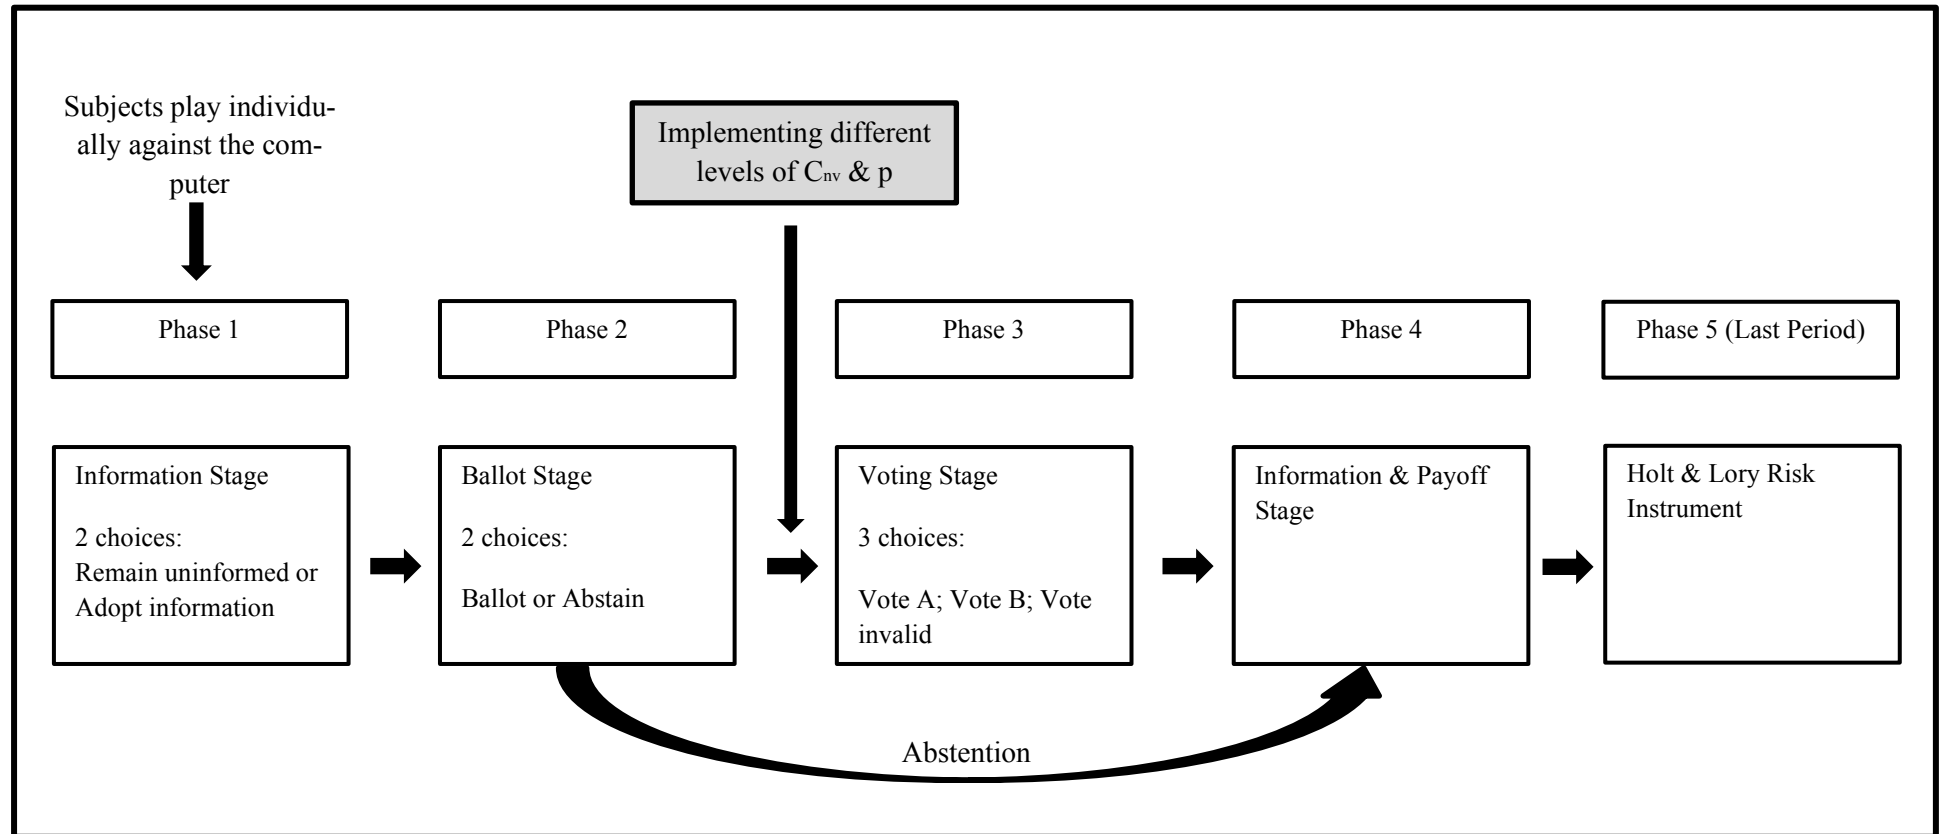 Subjects play individu-
ally against the com-
puter
Implementing different
levels of Cnv & p
Phase 1
Phase 2
Phase 3
Phase 4
Phase 5 (Last Period)
Information Stage
2 choices:
Remain uninformed or
Adopt information
Ballot Stage
2 choices:
Ballot or Abstain
Voting Stage
3 choices:
Vote A; Vote B; Vote
invalid
Information & Payoff
Stage
Holt & Lory Risk
Instrument
Abstention